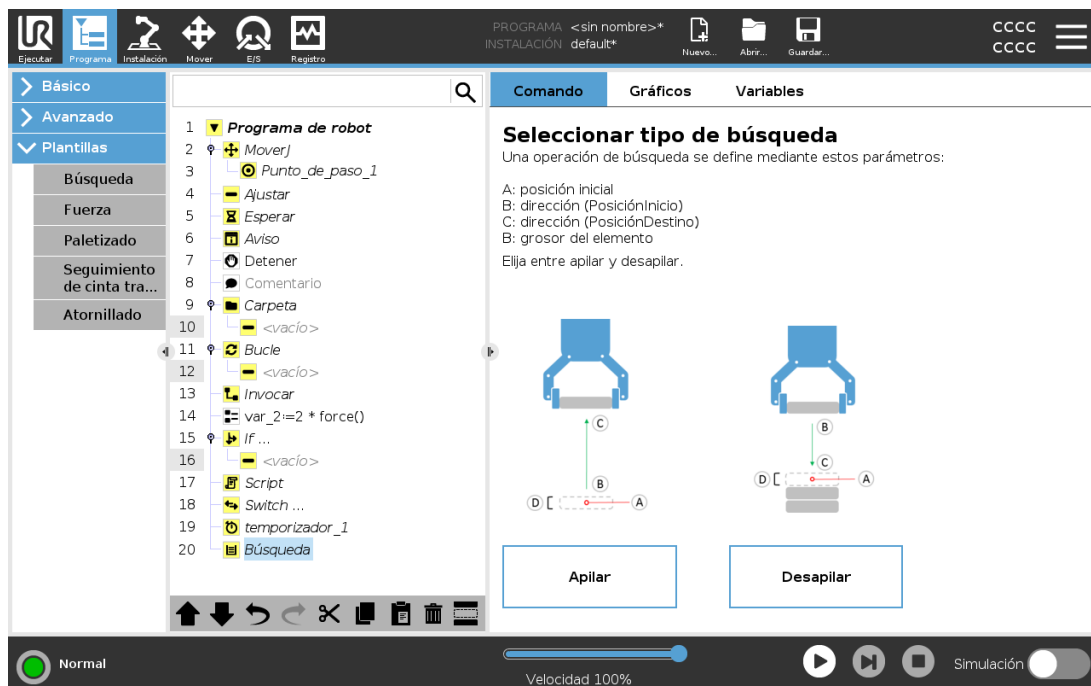 PROGRAMA <sin nombre>*
INSTALACIÓN default*
CCCC
CCCC
UR
Ejecutar Programa Instalación Mover E/S Registro
Nuevo... Abrir... Guardar...
Básico
Avanzado
Plantillas
Búsqueda
Fuerza
Paletizado
Seguimiento
de cinta tra...
Atornillado
1 Programa de robot
2 MoverJ
3 Punto_de_paso_1
4 Ajustar
5 Esperar
6 Aviso
7 Detener
8 Comentario
9 Carpeta
10 <vacío>
11 Bucle
12 <vacío>
13 Invocar
14 var_2:=2 * force()
15 If ...
16 <vacío>
17 Script
18 Switch ...
19 temporizador_1
20 Búsqueda
Comando Gráficos Variables
Seleccionar tipo de búsqueda
Una operación de búsqueda se define mediante estos parámetros:
A: posición inicial
B: dirección (PosiciónInicio)
C: dirección (PosiciónDestino)
B: grosor del elemento
Elija entre apilar y desapilar.
C
B
D
A
B
C
D
A
Apilar
Desapilar
Normal
Velocidad 100%
Simulación